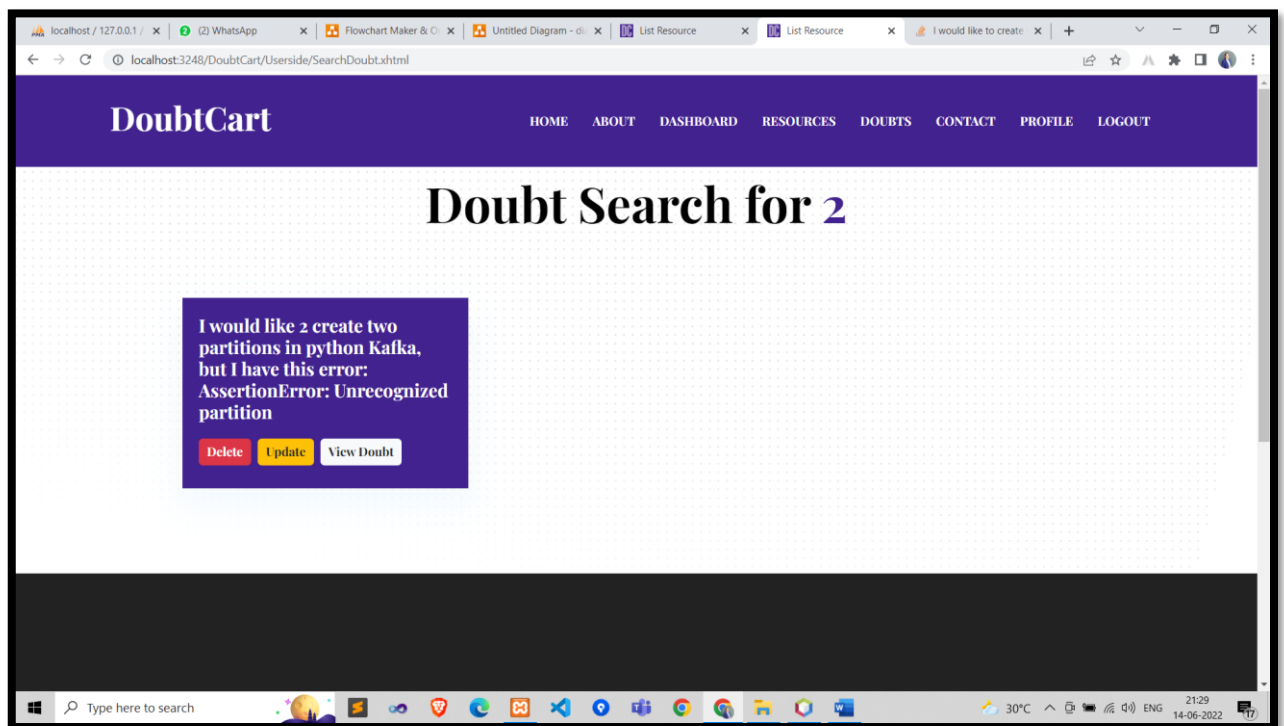 localhost / 127.0.0.1 /
(2) WhatsApp
Flowchart Maker & O
Untitled Diagram - d
List Resource
List Resource
I would like to create
localhost:3248/DoubtCart/Userside/SearchDoubt.xhtml
DoubtCart
HOME ABOUT DASHBOARD RESOURCES DOUBTS CONTACT PROFILE LOGOUT
Doubt Search for 2
I would like 2 create two
partitions in python Kafka,
but I have this error:
AssertionError: Unrecognized
partition
Delete Update View Doubt
Type here to search
30°C ENG
21:29
14-06-2022
17